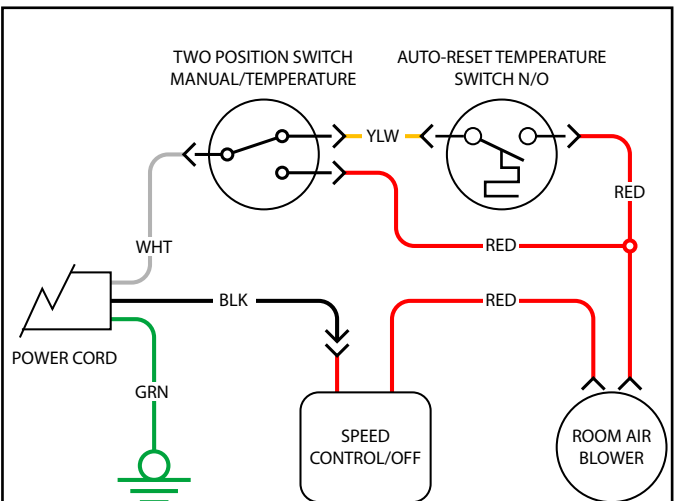 TWO POSITION SWITCH
MANUAL/TEMPERATURE
AUTO-RESET TEMPERATURE
SWITCH N/O
YLW
RED
WHT
RED
BLK
RED
POWER CORD
GRN
SPEED
CONTROL/OFF
ROOM AIR
BLOWER